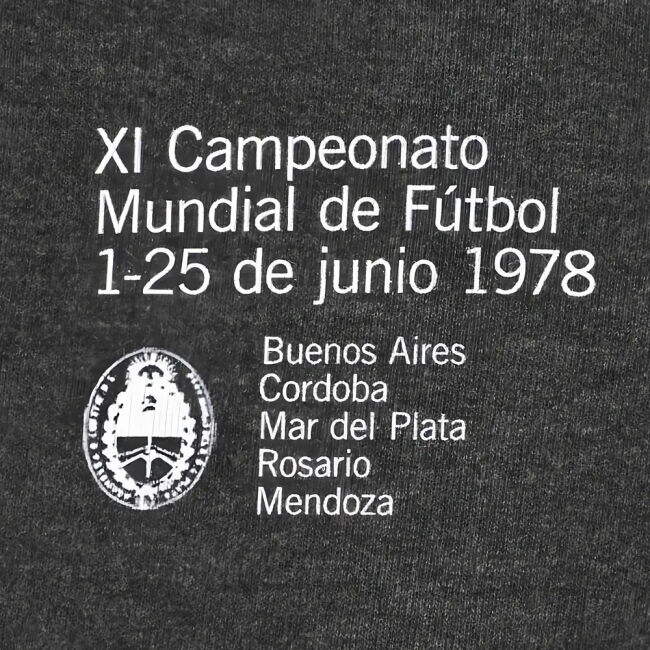 XI Campeonato
Mundial de Fútbol
1-25 de junio 1978
Buenos Aires
Cordoba
Mar del Plata
Rosario
Mendoza